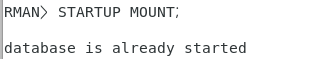 RMAN> STARTUP MOUNT;
database is already started